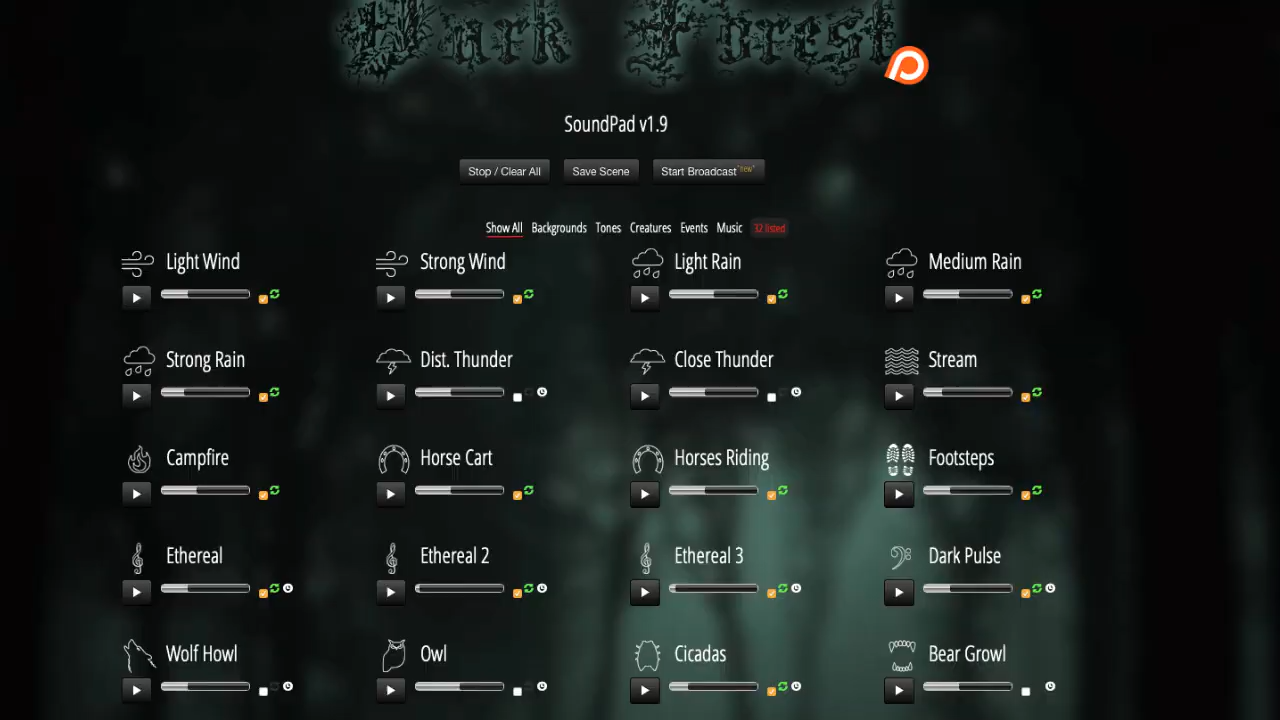 Dark Forest
SoundPad v1.9
Stop / Clear All Save Scene Start Broadcast *new*
Show All Backgrounds Tones Creatures Events Music 32 listed
Light Wind Strong Wind Light Rain Medium Rain
Strong Rain Dist. Thunder Close Thunder Stream
Campfire Horse Cart Horses Riding Footsteps
Ethereal Ethereal 2 Ethereal 3 Dark Pulse
Wolf Howl Owl Cicadas Bear Growl